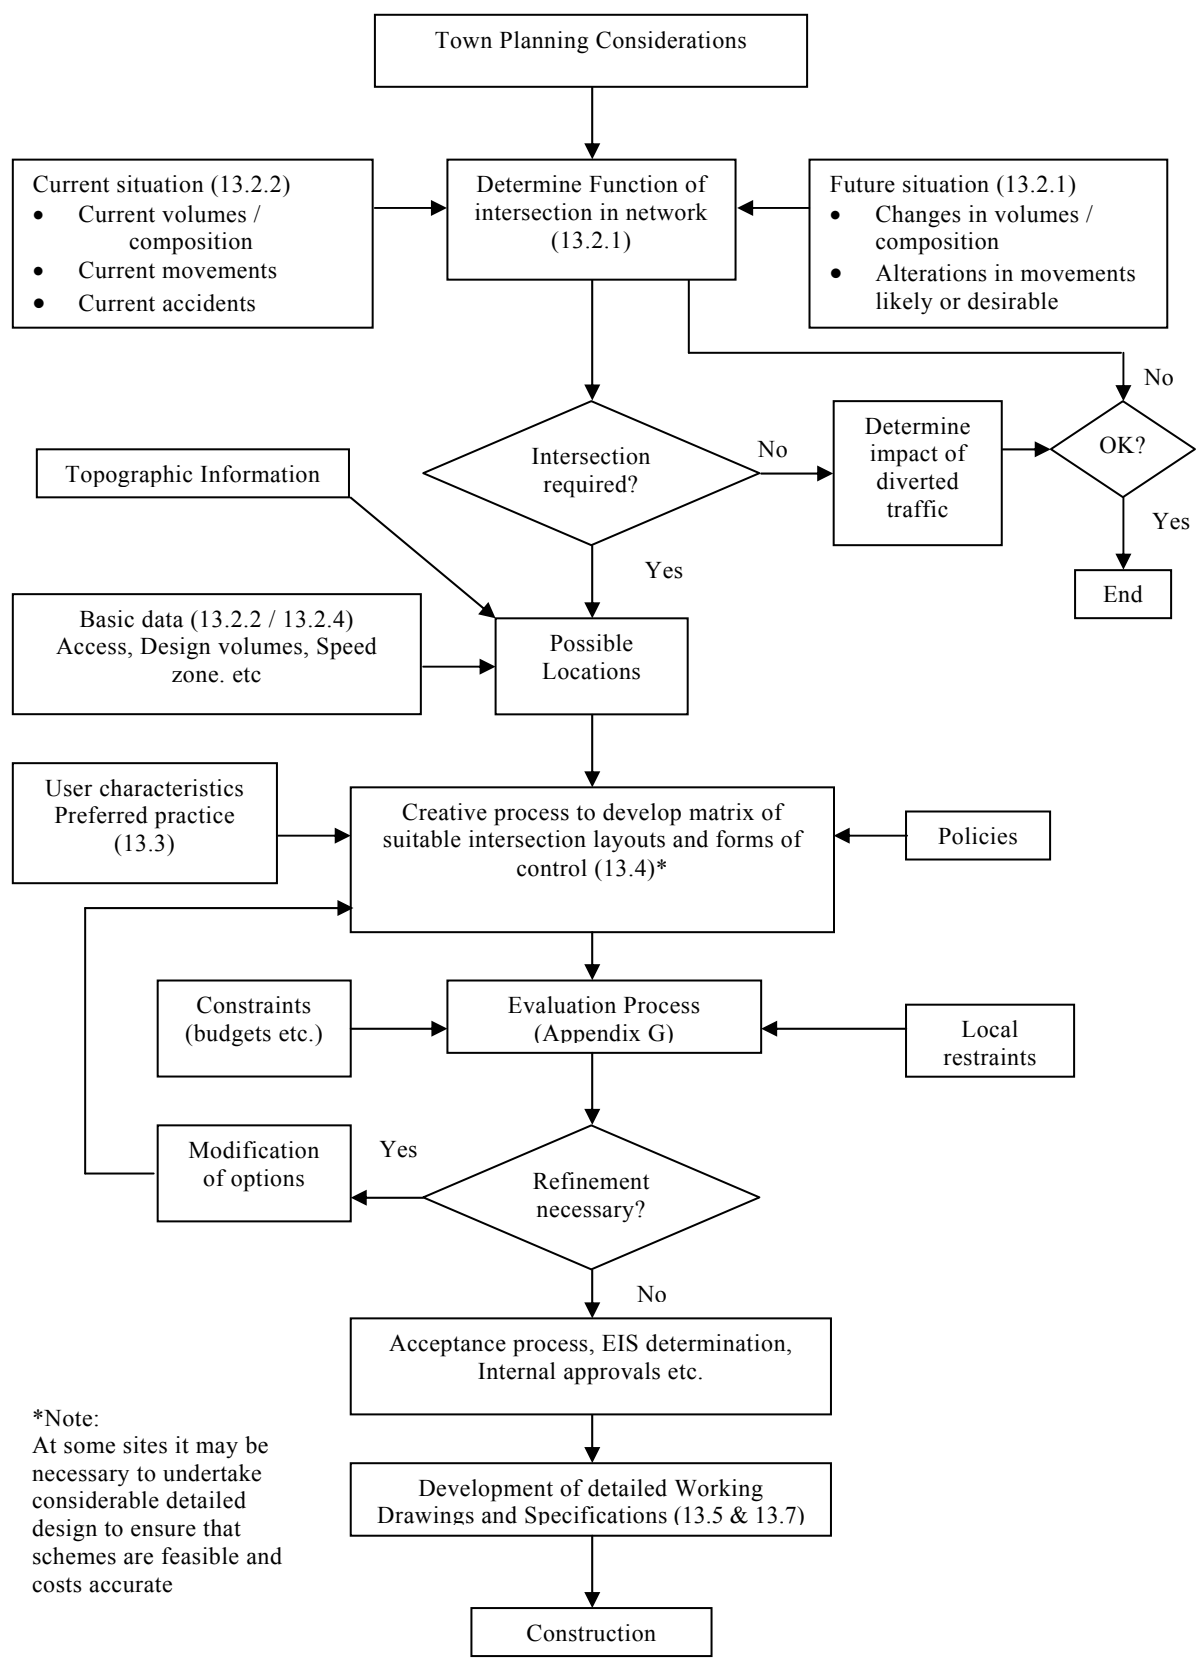 Town Planning Considerations
Current situation (13.2.2)
• Current volumes /
composition
• Current movements
• Current accidents
Determine Function of
intersection in network
(13.2.1)
Future situation (13.2.1)
• Changes in volumes /
composition
• Alterations in movements
likely or desirable
No
Topographic Information
Intersection
required?
No
Determine
impact of
diverted
traffic
OK?
Yes
Yes
End
Basic data (13.2.2 / 13.2.4)
Access, Design volumes, Speed
zone. etc
Possible
Locations
User characteristics
Preferred practice
(13.3)
Creative process to develop matrix of
suitable intersection layouts and forms of
control (13.4)*
Policies
Constraints
(budgets etc.)
Evaluation Process
(Appendix G)
Local
restraints
Modification
of options
Yes
Refinement
necessary?
No
Acceptance process, EIS determination,
Internal approvals etc.
*Note:
At some sites it may be
necessary to undertake
considerable detailed
design to ensure that
schemes are feasible and
costs accurate
Development of detailed Working
Drawings and Specifications (13.5 & 13.7)
Construction